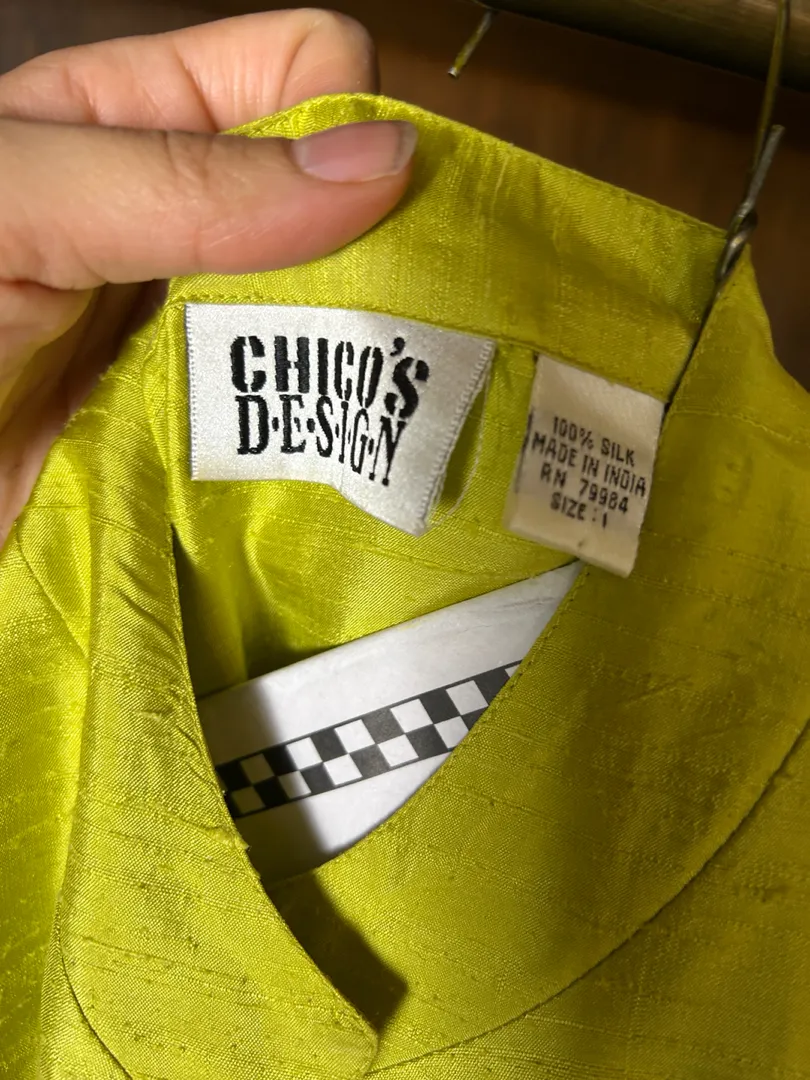 CHICO'S
D·E·S·I·G·N
100% SILK
MADE IN INDIA
RN 79984
SIZE : 1